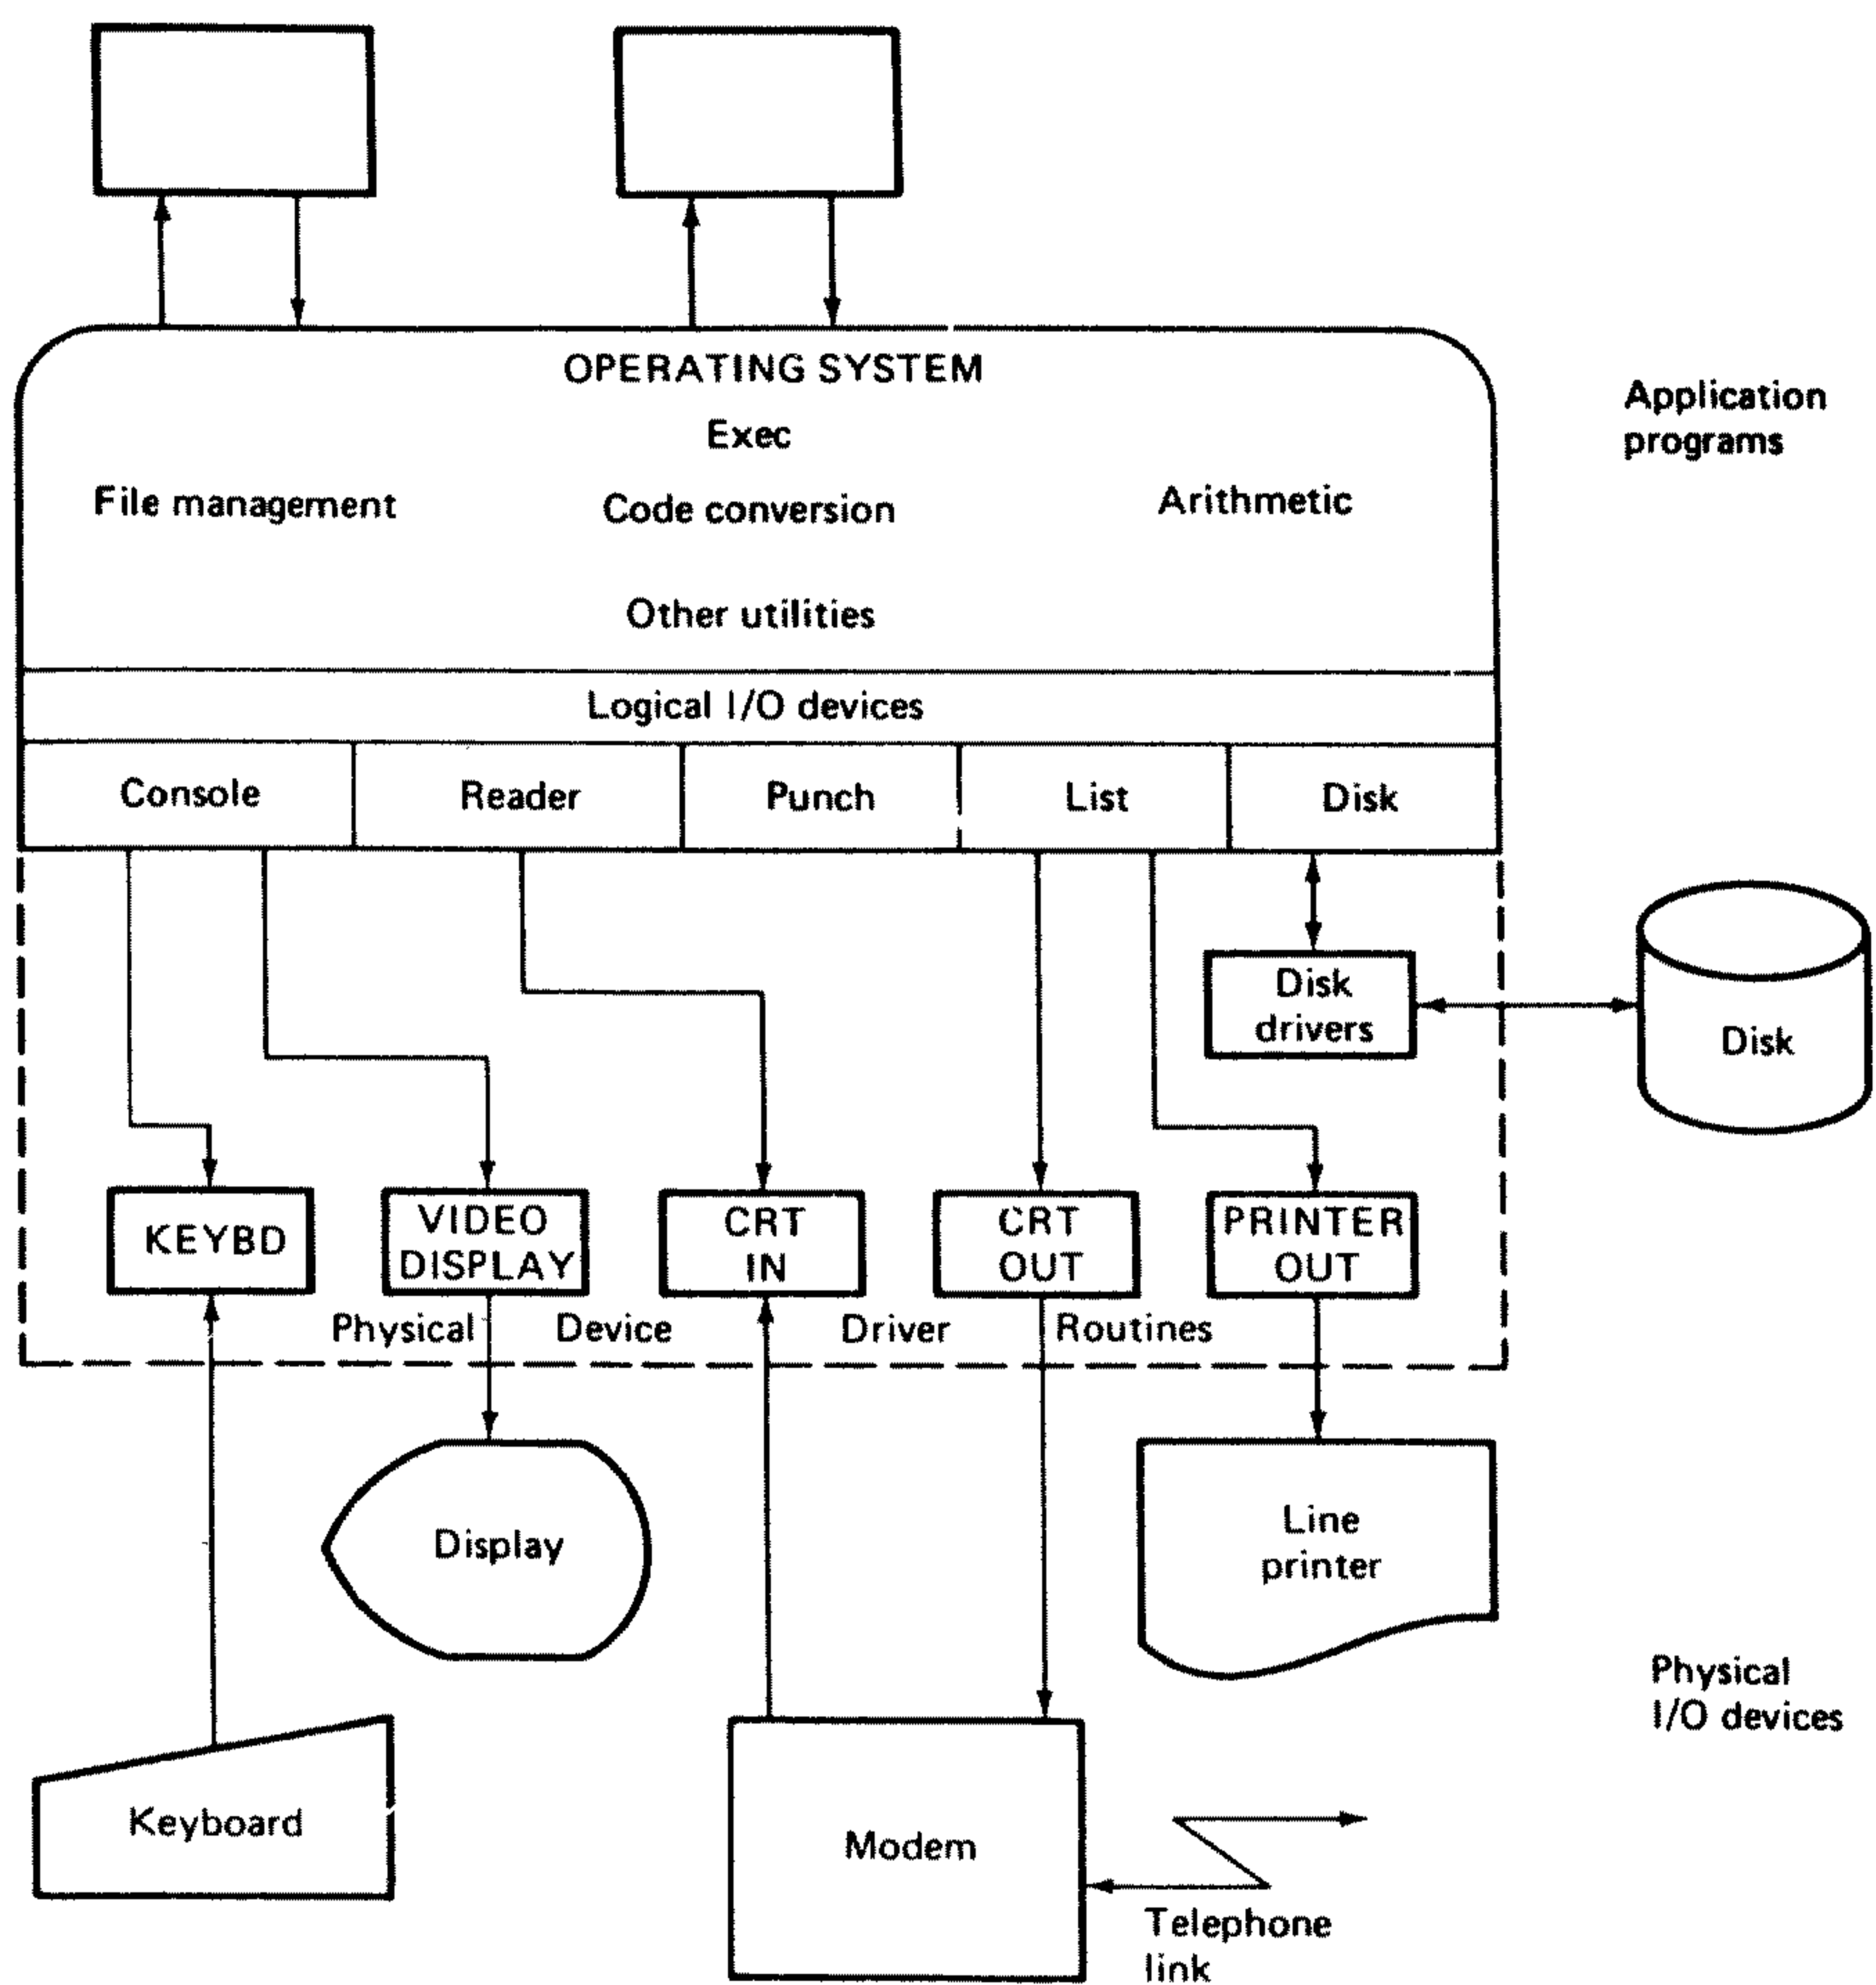 OPERATING SYSTEM
Exec
Application
programs
File management
Code conversion
Arithmetic
Other utilities
Logical I/O devices
Console
Reader
Punch
List
Disk
Disk
drivers
Disk
KEYBD
VIDEO
DISPLAY
CRT
IN
CRT
OUT
PRINTER
OUT
Physical Device Driver Routines
Display
Line
printer
Physical
I/O devices
Keyboard
Modem
Telephone
link